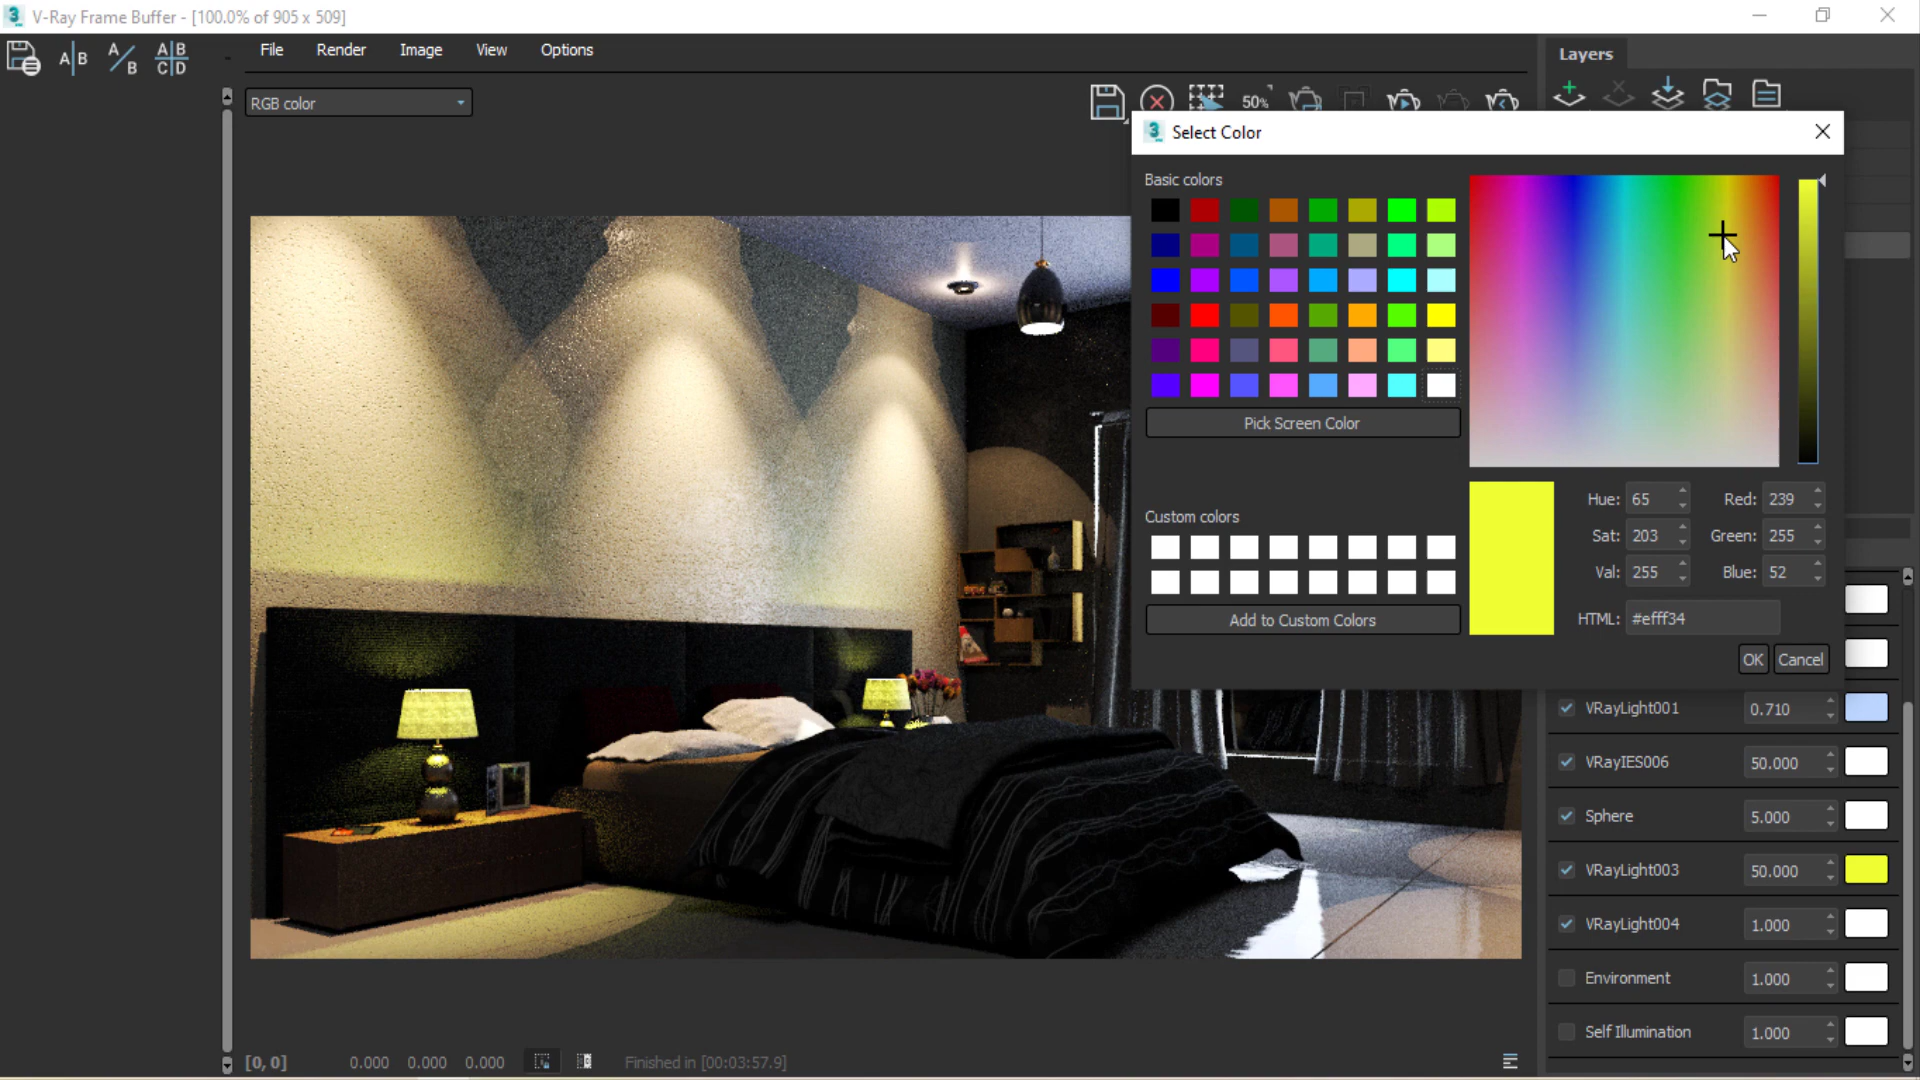 3 V-Ray Frame Buffer - [100.0% of 905 x 509]
A|B A/B A|B C|D
File Render Image View Options
Layers
RGB color
50%
3 Select Color
Basic colors
Pick Screen Color
Custom colors
Add to Custom Colors
Hue: 65 Red: 239
Sat: 203 Green: 255
Val: 255 Blue: 52
HTML: #efff34
OK Cancel
VRayLight001 0.710
VRayIES006 50.000
Sphere 5.000
VRayLight003 50.000
VRayLight004 1.000
Environment 1.000
Self Illumination 1.000
[0, 0] 0.000 0.000 0.000 Finished in [00:03:57.9]